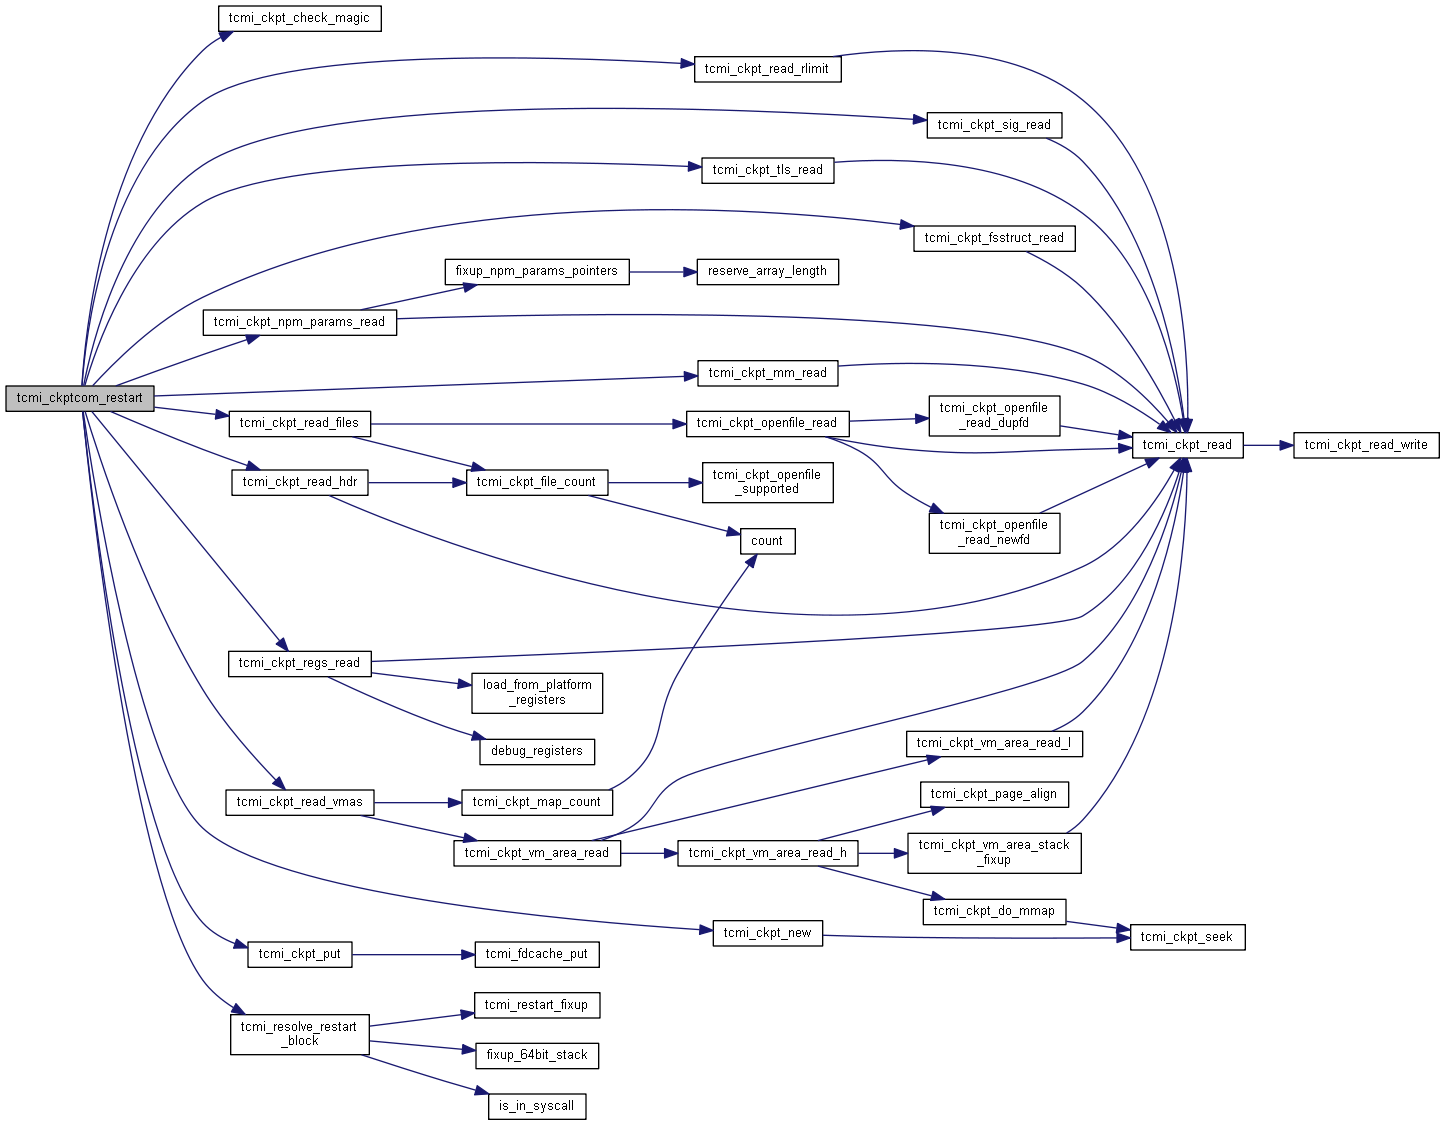 tcmi_ckpt_check_magic
tcmi_ckpt_read_rlimit
tcmi_ckpt_sig_read
tcmi_ckpt_tls_read
tcmi_ckpt_fsstruct_read
fixup_npm_params_pointers
reserve_array_length
tcmi_ckpt_npm_params_read
tcmi_ckpt_mm_read
tcmi_ckptcom_restart
tcmi_ckpt_read_files
tcmi_ckpt_openfile_read
tcmi_ckpt_openfile
_read_dupfd
tcmi_ckpt_read
tcmi_ckpt_read_write
tcmi_ckpt_read_hdr
tcmi_ckpt_file_count
tcmi_ckpt_openfile
_supported
tcmi_ckpt_openfile
_read_newfd
count
tcmi_ckpt_regs_read
load_from_platform
_registers
debug_registers
tcmi_ckpt_vm_area_read_l
tcmi_ckpt_read_vmas
tcmi_ckpt_map_count
tcmi_ckpt_page_align
tcmi_ckpt_vm_area_read
tcmi_ckpt_vm_area_read_h
tcmi_ckpt_vm_area_stack
_fixup
tcmi_ckpt_do_mmap
tcmi_ckpt_new
tcmi_ckpt_seek
tcmi_ckpt_put
tcmi_fdcache_put
tcmi_resolve_restart
_block
tcmi_restart_fixup
fixup_64bit_stack
is_in_syscall